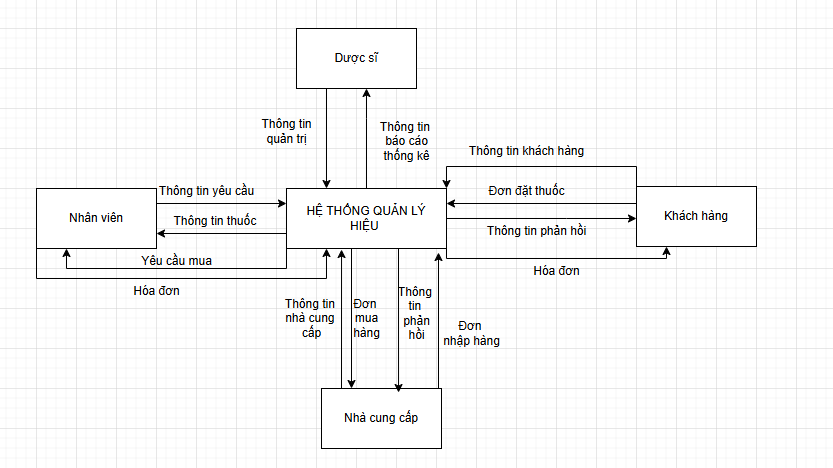 Dược sĩ
Thông tin
quản trị
Thông tin
báo cáo
thống kê
Thông tin khách hàng
Thông tin yêu cầu
Đơn đặt thuốc
Nhân viên
HỆ THỐNG QUẢN LÝ
HIỆU
Khách hàng
Thông tin thuốc
Thông tin phản hồi
Yêu cầu mua
Hóa đơn
Hóa đơn
Thông tin
nhà cung
cấp
Đơn
mua
hàng
Thông
tin
phản
hồi
Đơn
nhập hàng
Nhà cung cấp